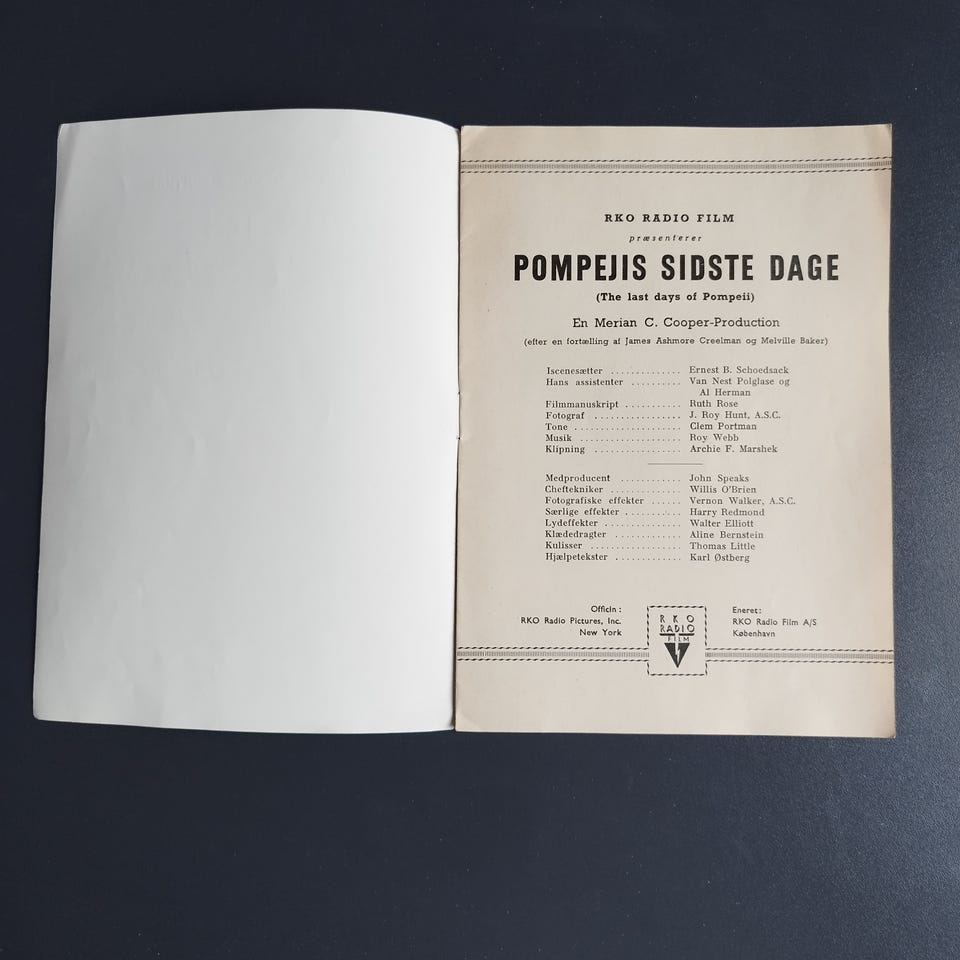 RKO RADIO FILM
præsenterer
POMPEJIS SIDSTE DAGE
(The last days of Pompeii)
En Merian C. Cooper-Production
(efter en fortælling af James Ashmore Creelman og Melville Baker)
Iscenesætter ............. Ernest B. Schoedsack
Hans assistenter .......... Van Nest Polglase og
Al Herman
Filmmanuskript .......... Ruth Rose
Fotograf ................ J. Roy Hunt, A.S.C.
Tone .................... Clem Portman
Musik ................... Roy Webb
Klipning ................ Archie F. Marshek
Medproducent ........... John Speaks
Cheftekniker ............. Willis O'Brien
Fotografiske effekter ...... Vernon Walker, A.S.C.
Særlige effekter .......... Harry Redmond
Lydeffekter ............... Walter Elliott
Klædedragter ............. Aline Bernstein
Kulisser ................. Thomas Little
Hjælpetekster ............ Karl Østberg
Officin:
RKO Radio Pictures, Inc.
New York
RKO
RADIO
FILM
Eneret:
RKO Radio Film A/S
København